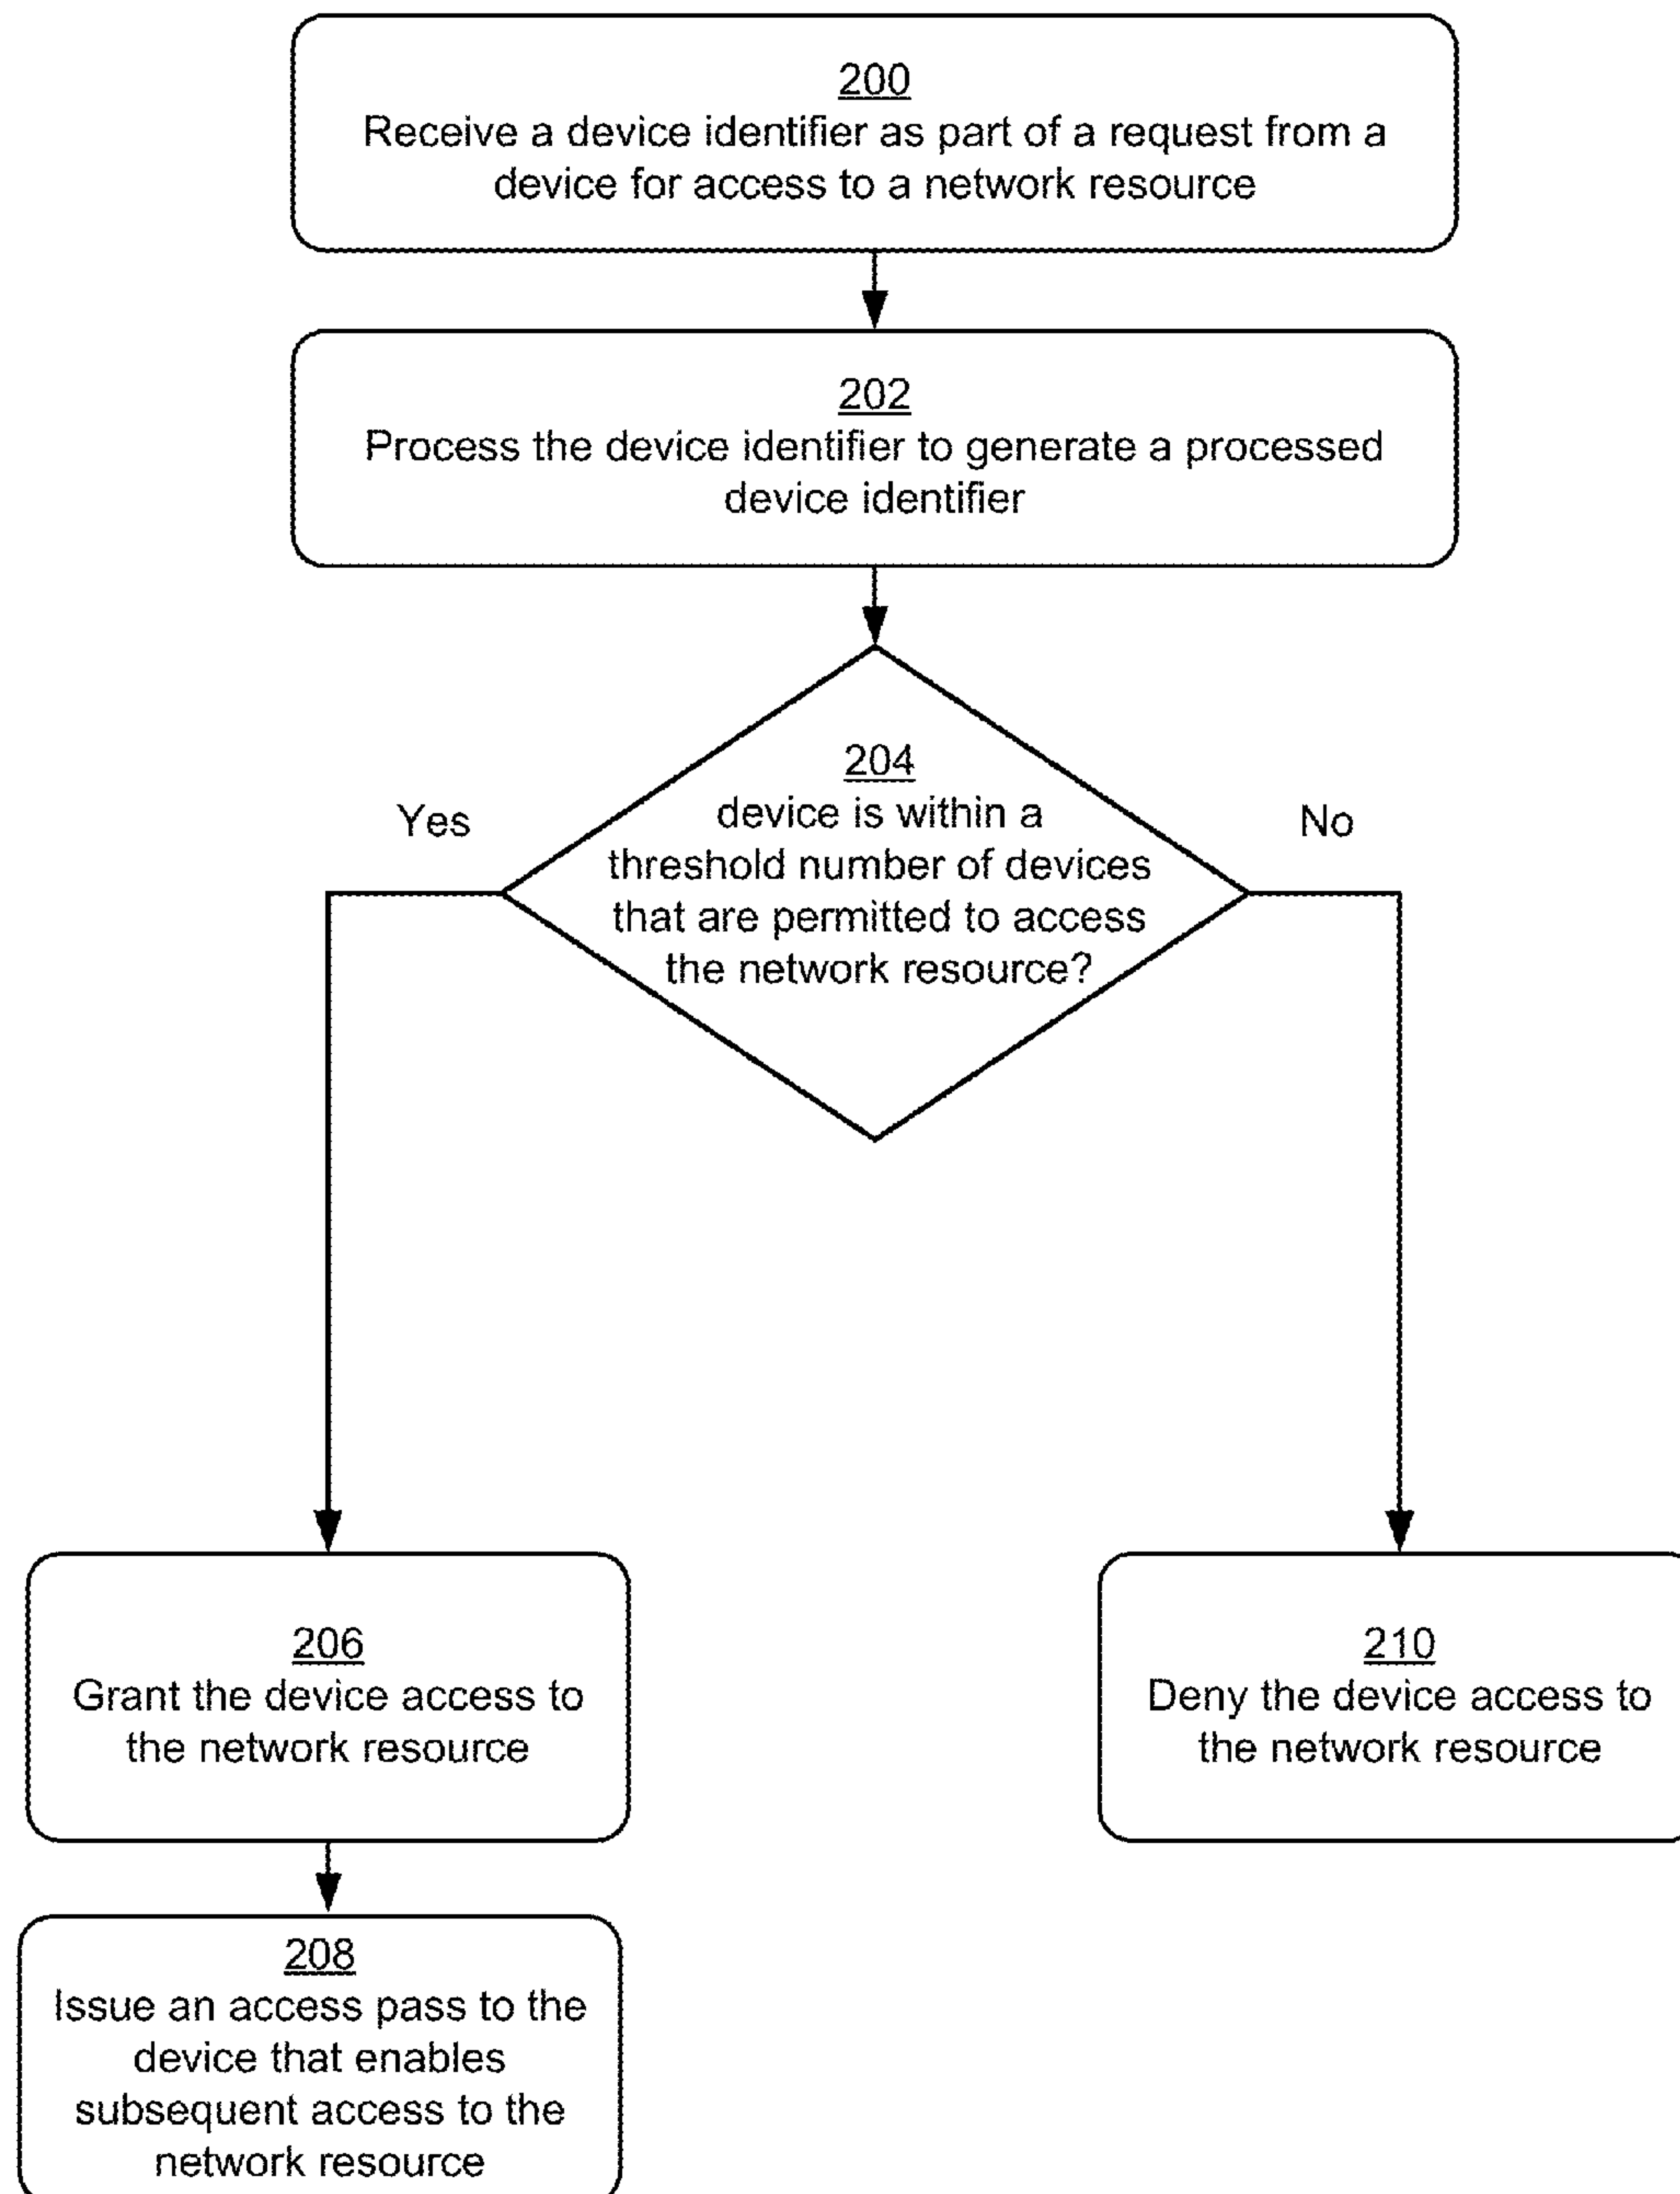 200
Receive a device identifier as part of a request from a
device for access to a network resource
202
Process the device identifier to generate a processed
device identifier
204
device is within a
threshold number of devices
that are permitted to access
the network resource?
Yes
No
206
Grant the device access to
the network resource
210
Deny the device access to
the network resource
208
Issue an access pass to the
device that enables
subsequent access to the
network resource